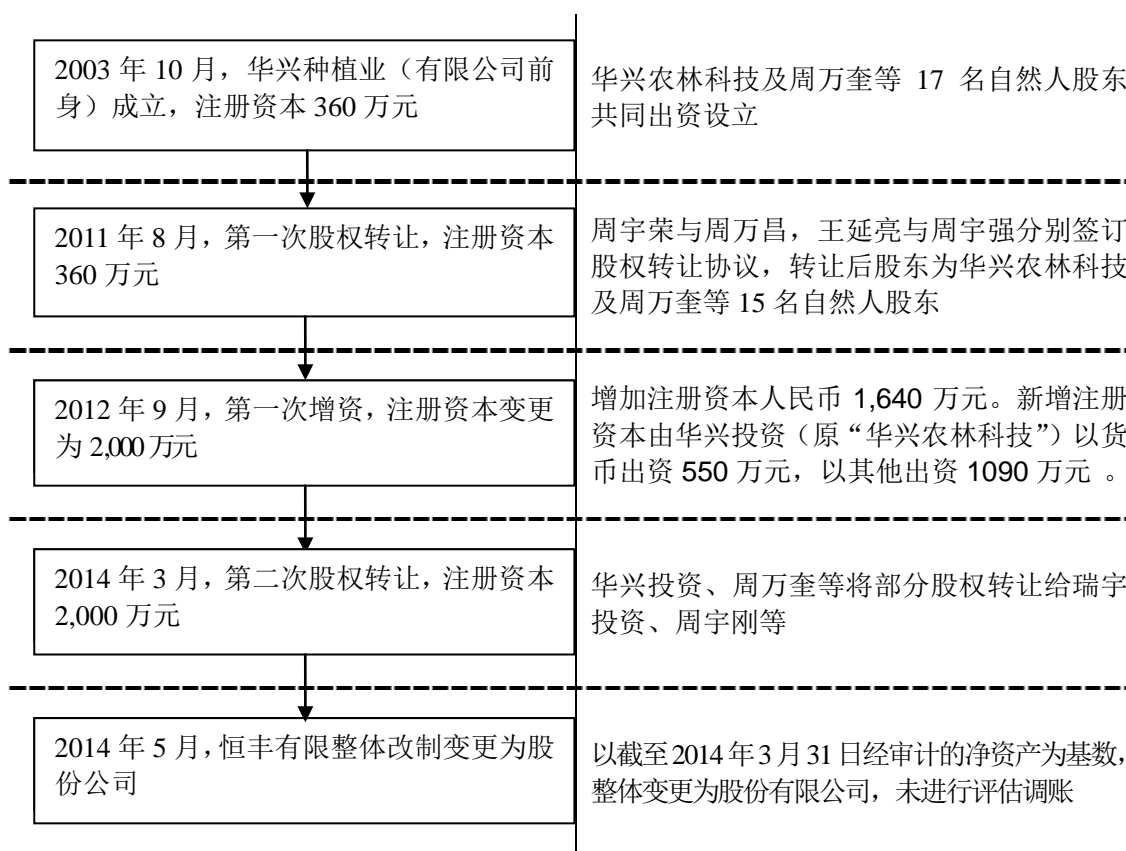 2003 年 10 月，华兴种植业（有限公司前
身）成立，注册资本 360 万元
华兴农林科技及周万奎等 17 名自然人股东
共同出资设立
2011 年 8 月，第一次股权转让，注册资本
360 万元
周宇荣与周万昌，王延亮与周宇强分别签订
股权转让协议，转让后股东为华兴农林科技
及周万奎等 15 名自然人股东
2012 年 9 月，第一次增资，注册资本变更
为 2,000 万元
增加注册资本人民币 1,640 万元。新增注册
资本由华兴投资（原“华兴农林科技”）以货
币出资 550 万元，以其他出资 1090 万元 。
2014 年 3 月，第二次股权转让，注册资本
2,000 万元
华兴投资、周万奎等将部分股权转让给瑞宇
投资、周宇刚等
2014 年 5 月，恒丰有限整体改制变更为股
份公司
以截至 2014 年 3 月 31 日经审计的净资产为基数，
整体变更为股份有限公司，未进行评估调账